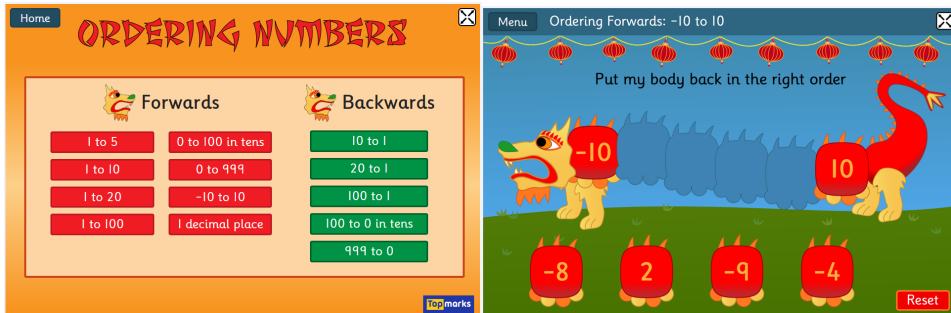 Home
ORDERING NUMBERS
Forwards
Backwards
1 to 5
0 to 100 in tens
10 to 1
1 to 10
0 to 999
20 to 1
1 to 20
-10 to 10
100 to 1
1 to 100
1 decimal place
100 to 0 in tens
999 to 0
Topmarks
Menu
Ordering Forwards: -10 to 10
Put my body back in the right order
-10
10
-8
2
-9
-4
Reset